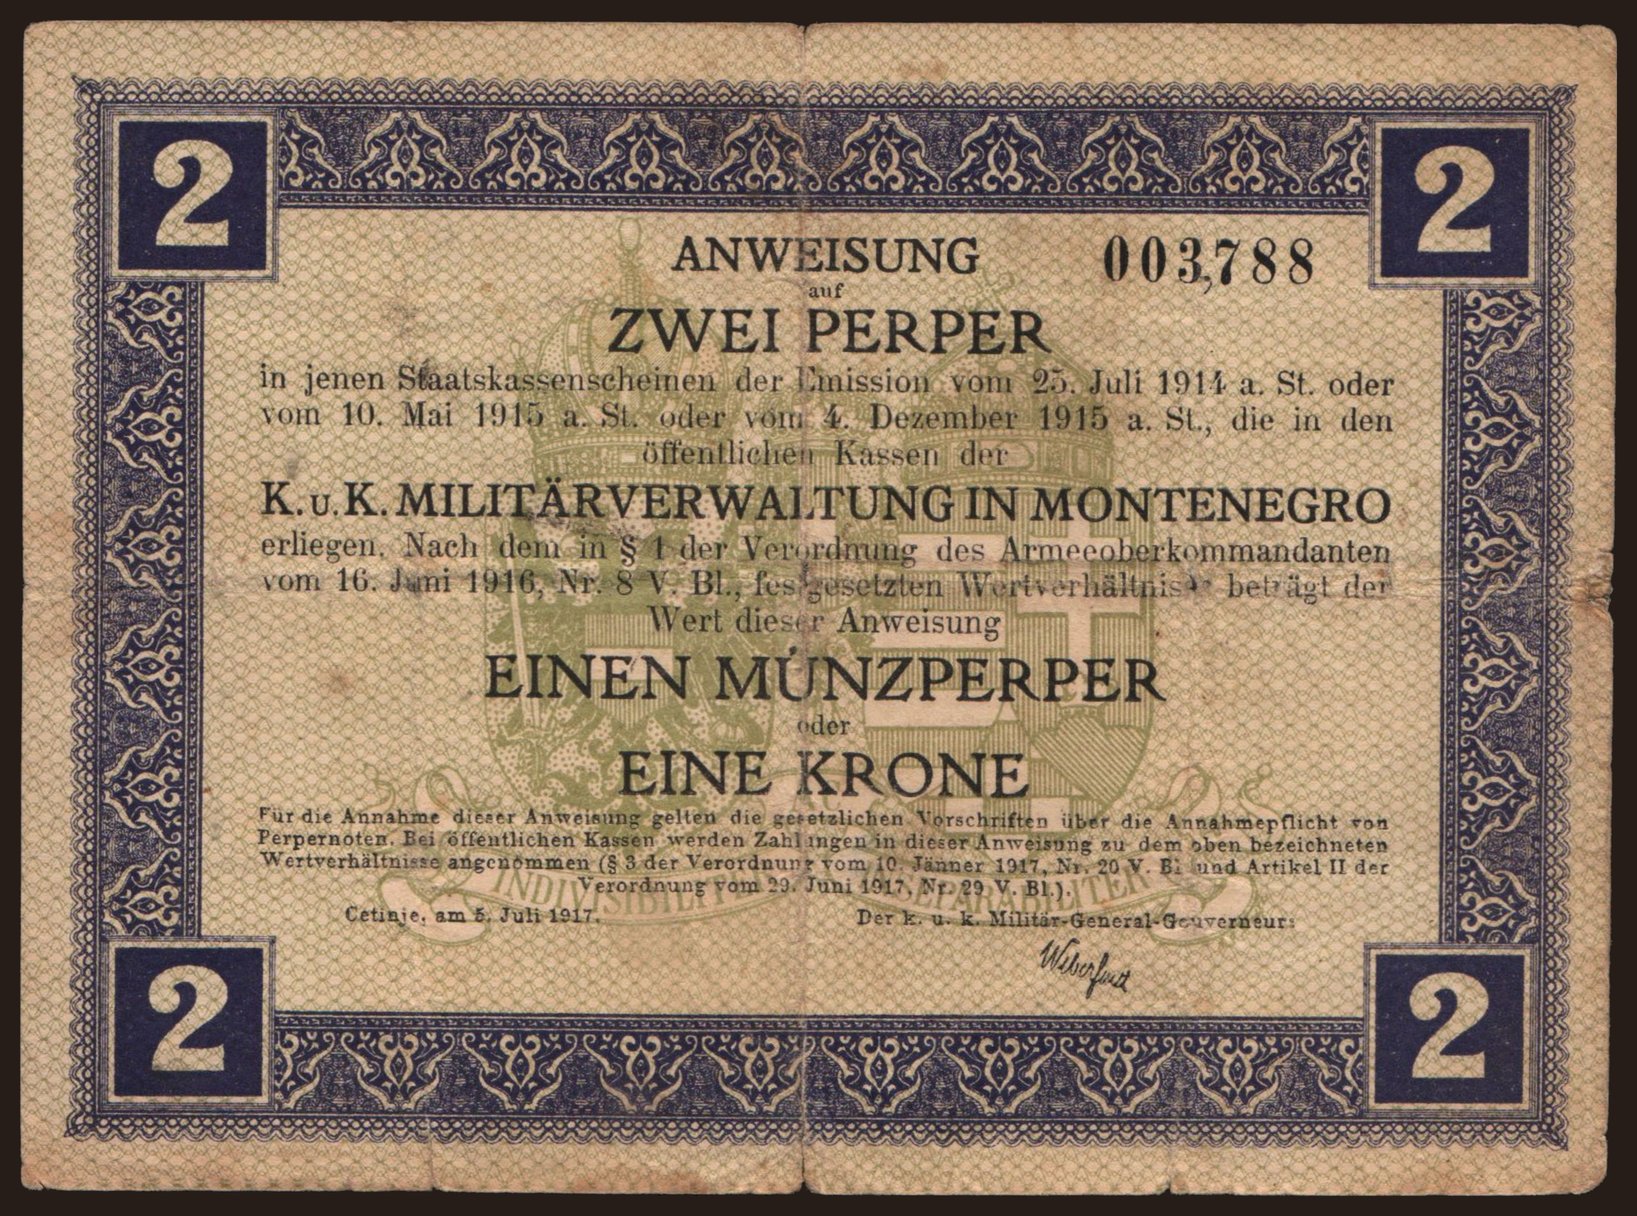 2 2
ANWEISUNG 003,788
auf
ZWEI PERPER
in jenen Staatskassenscheinen der Emission vom 25. Juli 1914 a. St. oder
vom 10. Mai 1915 a. St. oder vom 4. Dezember 1915 a. St., die in den
öffentlichen Kassen der
K. u. K. MILITÄRVERWALTUNG IN MONTENEGRO
erliegen. Nach dem in § 1 der Verordnung des Armeeoberkommandanten
vom 16. Juni 1916, Nr. 8 V. Bl., festgesetzten Wertverhältnisse beträgt der
Wert dieser Anweisung
EINEN MÜNZPERPER
oder
EINE KRONE
Für die Annahme dieser Anweisung gelten die gesetzlichen Vorschriften über die Annahmepflicht von
Perpernoten. Bei öffentlichen Kassen werden Zahlungen in dieser Anweisung zu dem oben bezeichneten
Wertverhältnisse angenommen (§ 3 der Verordnung vom 10. Jänner 1917, Nr. 20 V. Bl. und Artikel II der
Verordnung vom 29. Juni 1917, Nr. 29 V. Bl.).
INDIVISIBILITER INSEPARABILITER
Cetinje, am 5. Juli 1917. Der k. u. k. Militär-General-Gouverneur:
2 2